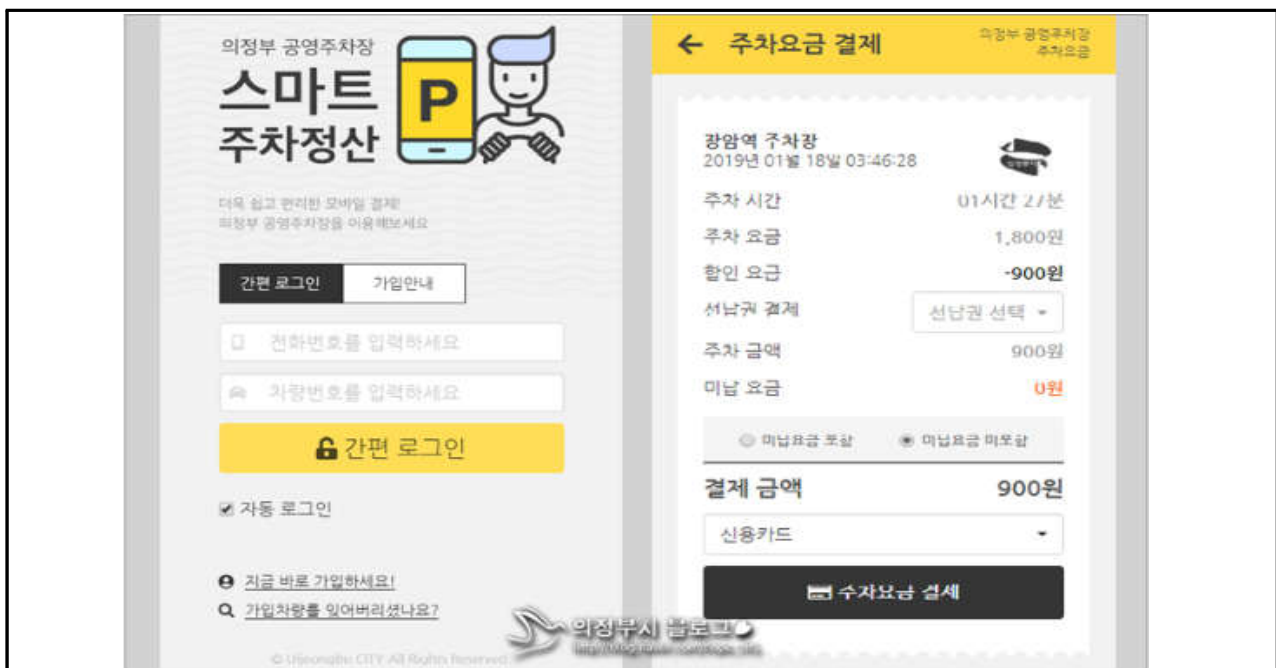 의정부 공영주차장
스마트
주차정산
P
더욱 쉽고 편리한 모바일 결제!
의정부 공영주차장을 이용해보세요
간편 로그인
가입안내
전화번호를 입력하세요
차량번호를 입력하세요
간편 로그인
자동 로그인
지금 바로 가입하세요!
가입차량를 잊어버리셨나요?
© Uijeongbu CITY All Rights Reserved.
주차요금 결제
의정부 공영주차장
주차요금
장암역 주차장
2019년 01월 18일 03:46:28
주차 시간 01시간 27분
주차 요금 1,800원
할인 요금 -900원
선납권 결제 선납권 선택
주차 금액 900원
미납 요금 0원
미납요금 포함 미납요금 미포함
결제 금액 900원
신용카드
주차요금 결제
의정부시 블로그